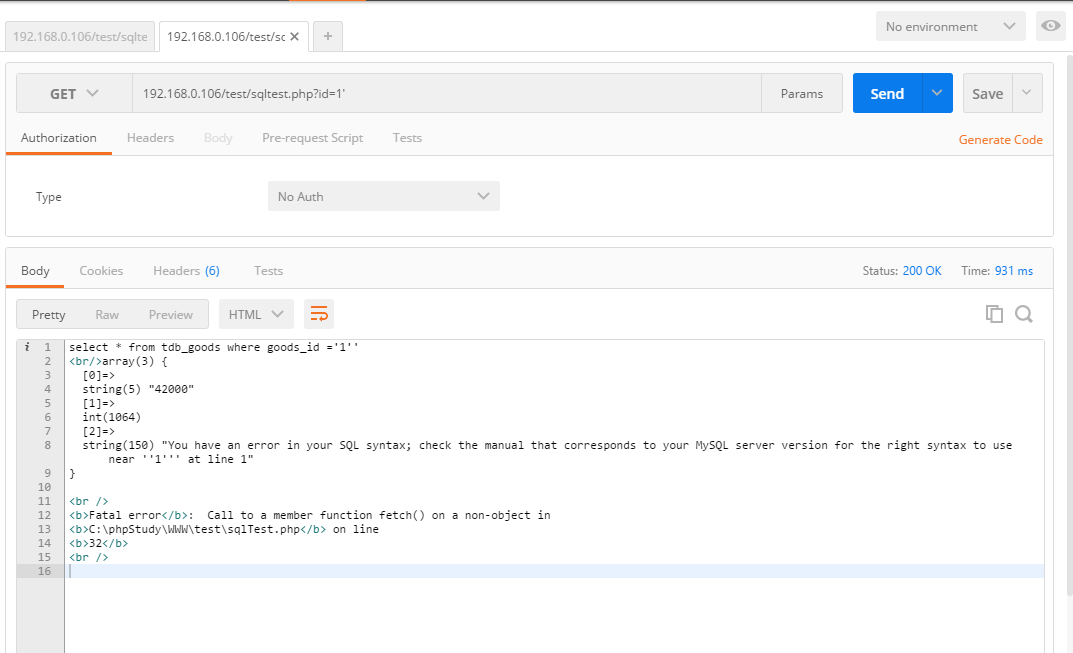 192.168.0.106/test/sqlte
192.168.0.106/test/sc ✕ +
No environment
GET 192.168.0.106/test/sqltest.php?id=1' Params Send Save
Authorization Headers Body Pre-request Script Tests Generate Code
Type No Auth
Body Cookies Headers (6) Tests Status: 200 OK Time: 931 ms
Pretty Raw Preview HTML
i 1 select * from tdb_goods where goods_id ='1''
2 <br/>array(3) {
3 [0]=>
4 string(5) "42000"
5 [1]=>
6 int(1064)
7 [2]=>
8 string(150) "You have an error in your SQL syntax; check the manual that corresponds to your MySQL server version for the right syntax to use
near ''1''' at line 1"
9 }
10
11 <br />
12 <b>Fatal error</b>:  Call to a member function fetch() on a non-object in
13 <b>C:\phpStudy\WWW\test\sqlTest.php</b> on line
14 <b>32</b>
15 <br />
16